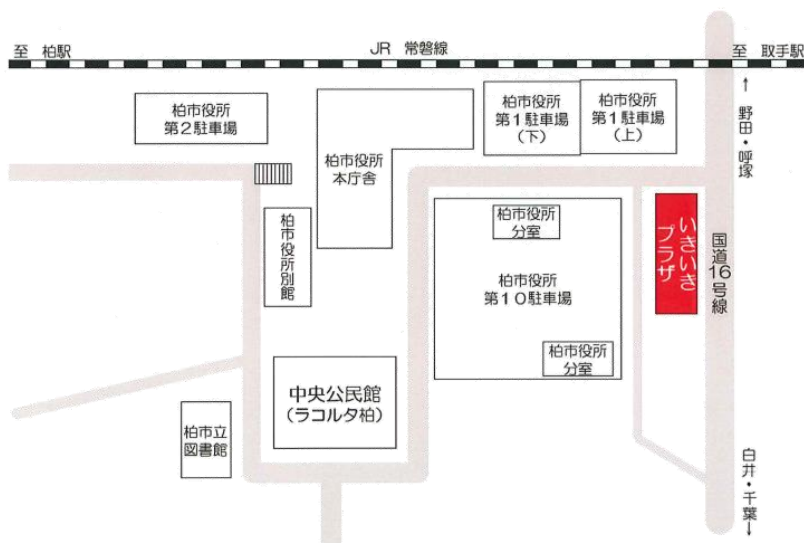 至　柏駅
JR　常磐線
至　取手駅
柏市役所
第2駐車場
柏市役所
本庁舎
柏市役所
第1駐車場
(下)
柏市役所
第1駐車場
(上)
↑野田・呼塚
柏市役所別館
柏市役所
分室
柏市役所
第10駐車場
柏市役所
分室
いきいき
プラザ
国道16号線
中央公民館
(ラコルタ柏)
柏市立
図書館
白井・千葉↓